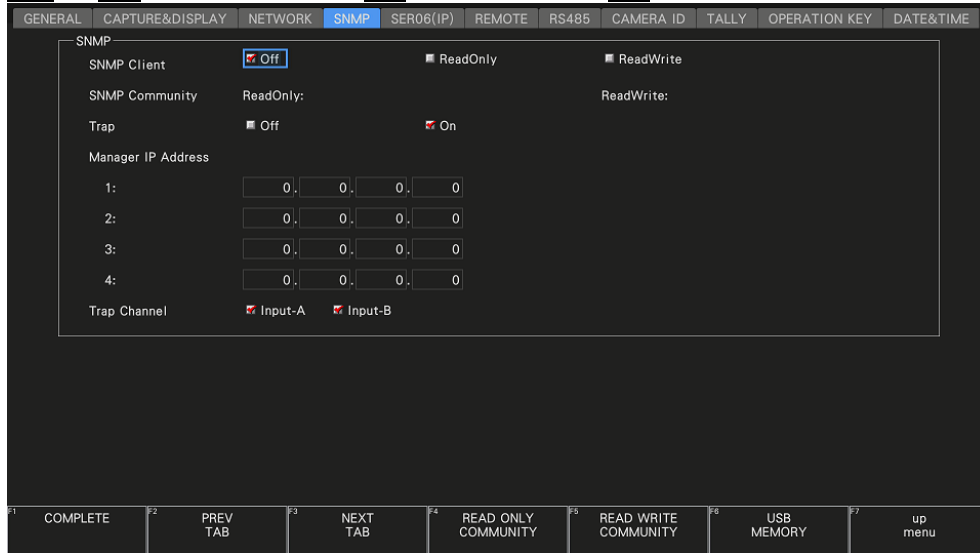 GENERAL CAPTURE&DISPLAY NETWORK SNMP SER06(IP) REMOTE RS485 CAMERA ID TALLY OPERATION KEY DATE&TIME
SNMP
SNMP Client Off ReadOnly ReadWrite
SNMP Community ReadOnly: ReadWrite:
Trap Off On
Manager IP Address
1: 0. 0. 0. 0
2: 0. 0. 0. 0
3: 0. 0. 0. 0
4: 0. 0. 0. 0
Trap Channel Input-A Input-B
F1 COMPLETE F2 PREV TAB F3 NEXT TAB F4 READ ONLY COMMUNITY F5 READ WRITE COMMUNITY F6 USB MEMORY F7 up menu